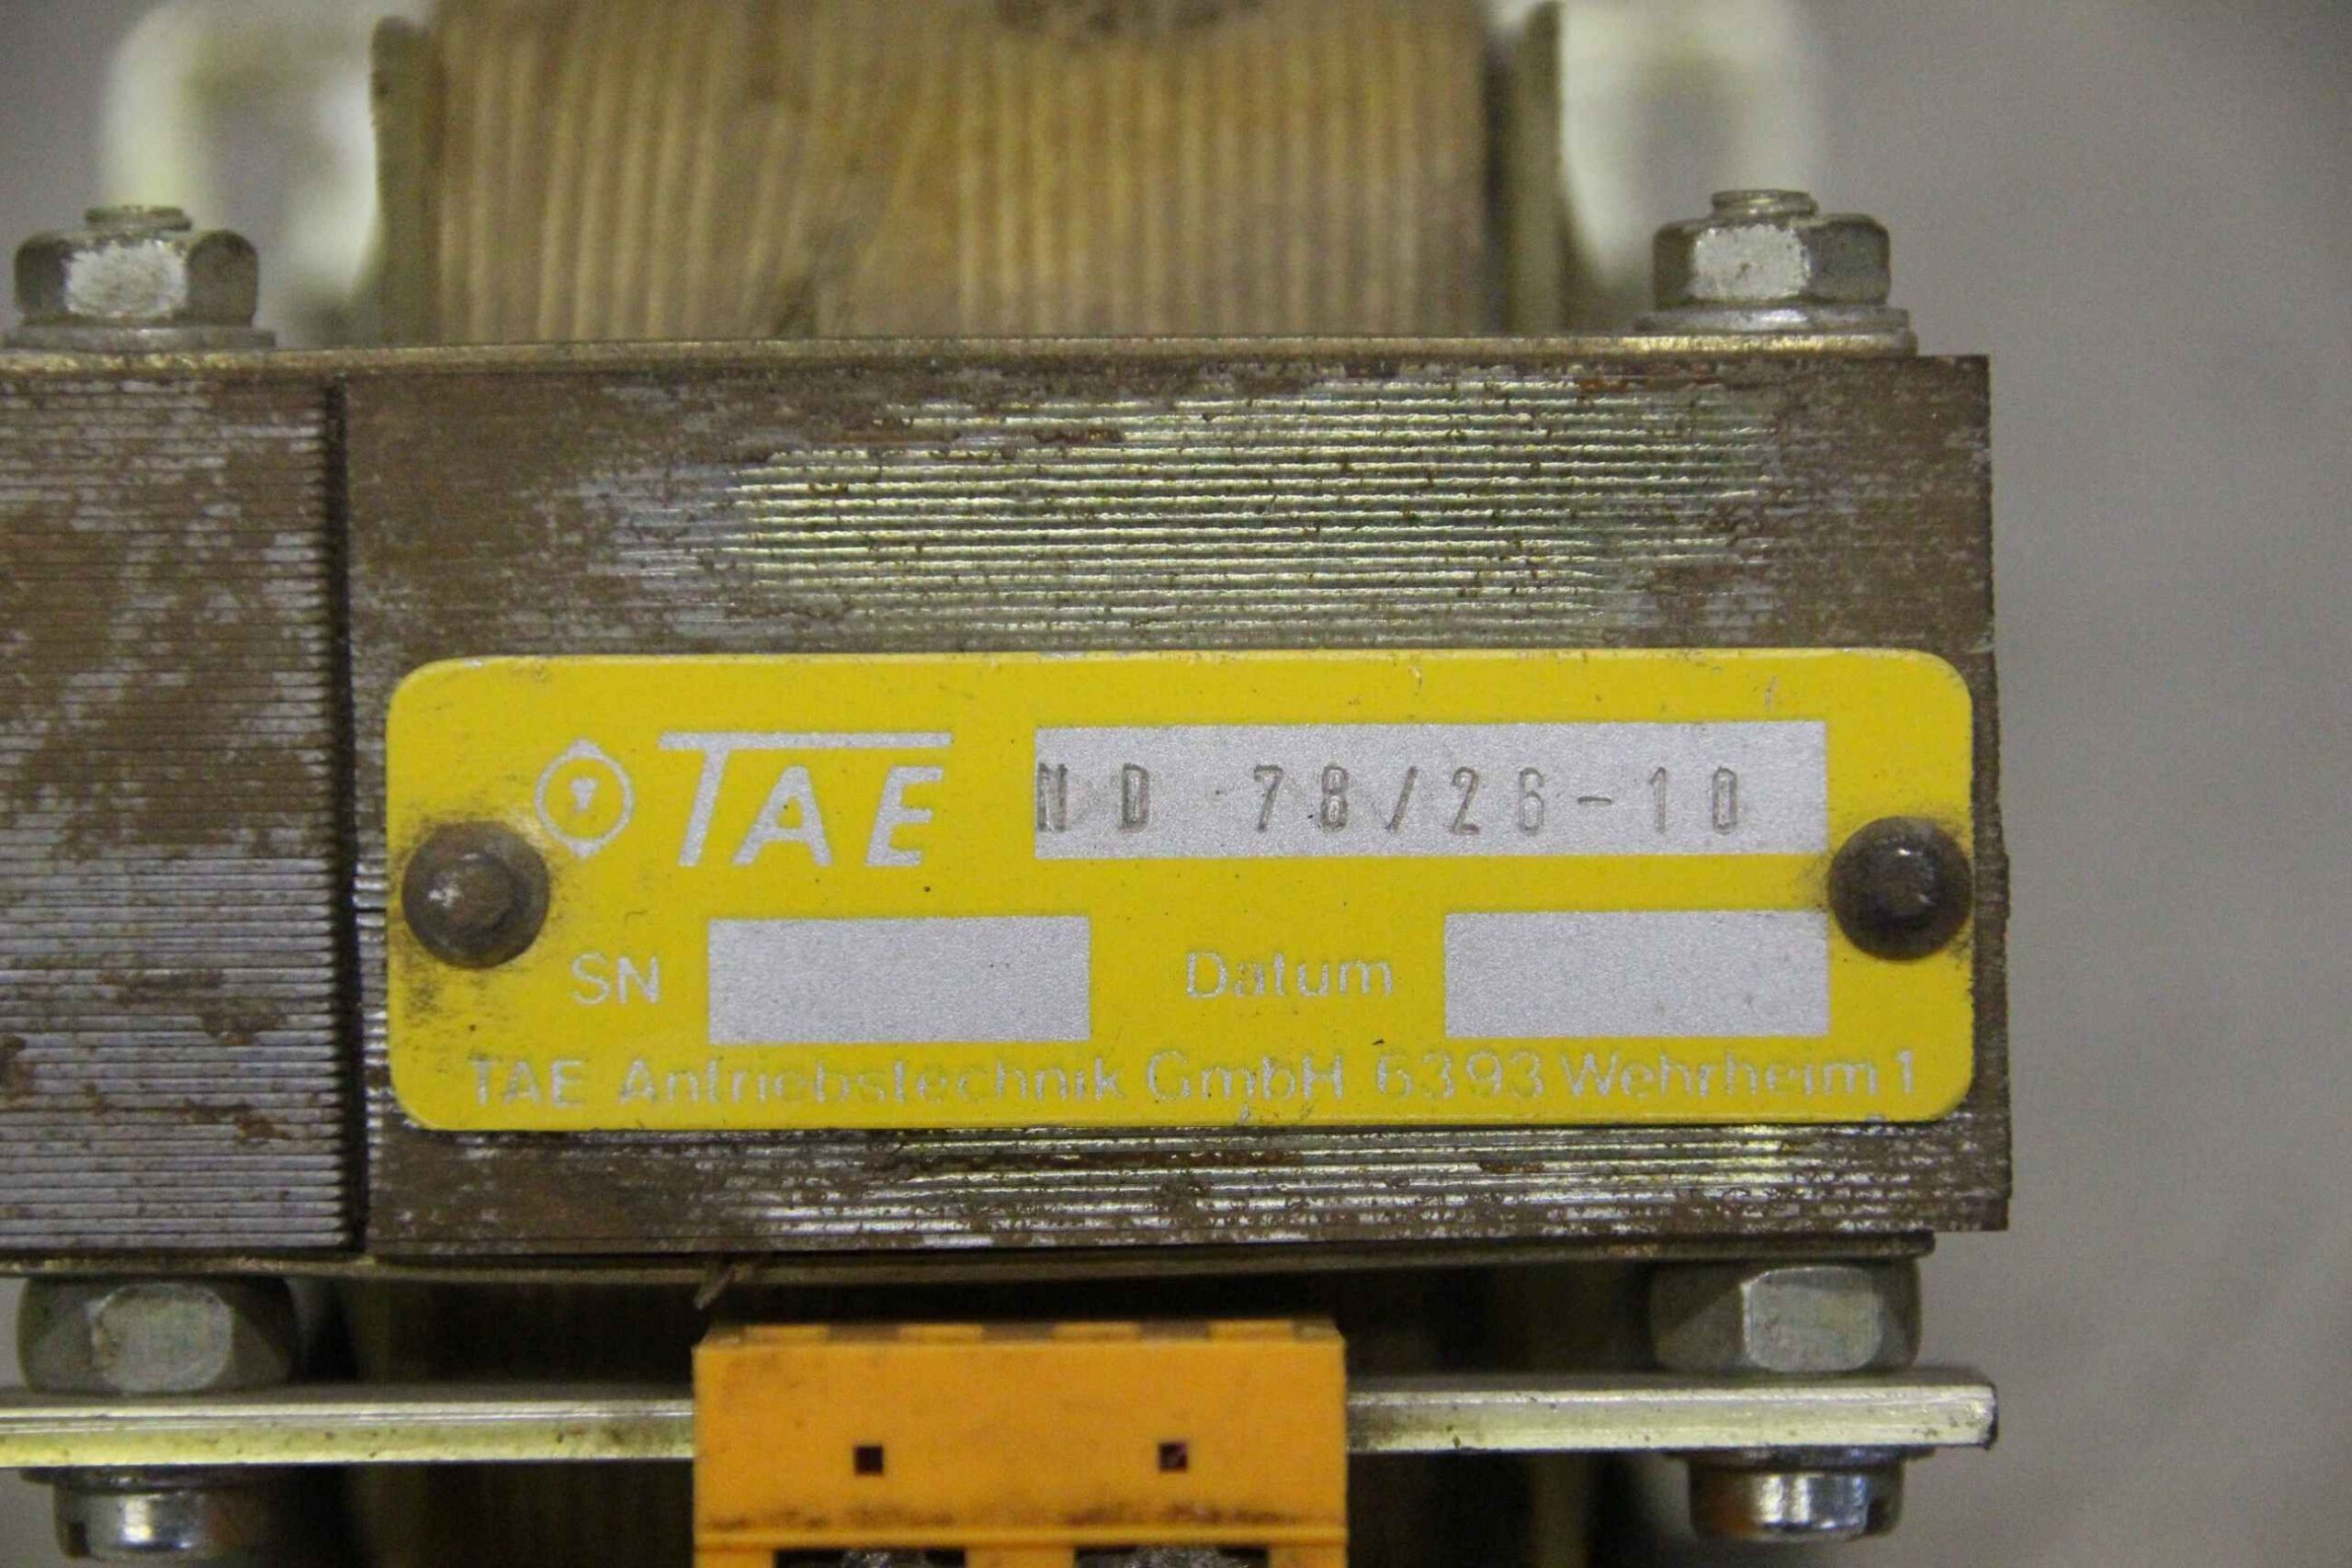 TAE ND 78/26-10
SN Datum
TAE Antriebstechnik GmbH 6393 Wehrheim 1